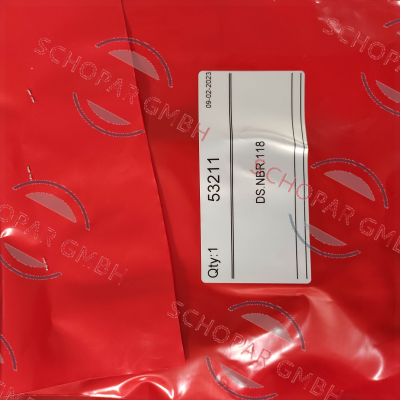 09-02-2023
DS NBR 118
53211
Qty:1
SCHOPAR GMBH
SCHOPAR GMBH
SCHOPAR GMBH
SCHOPAR GMBH